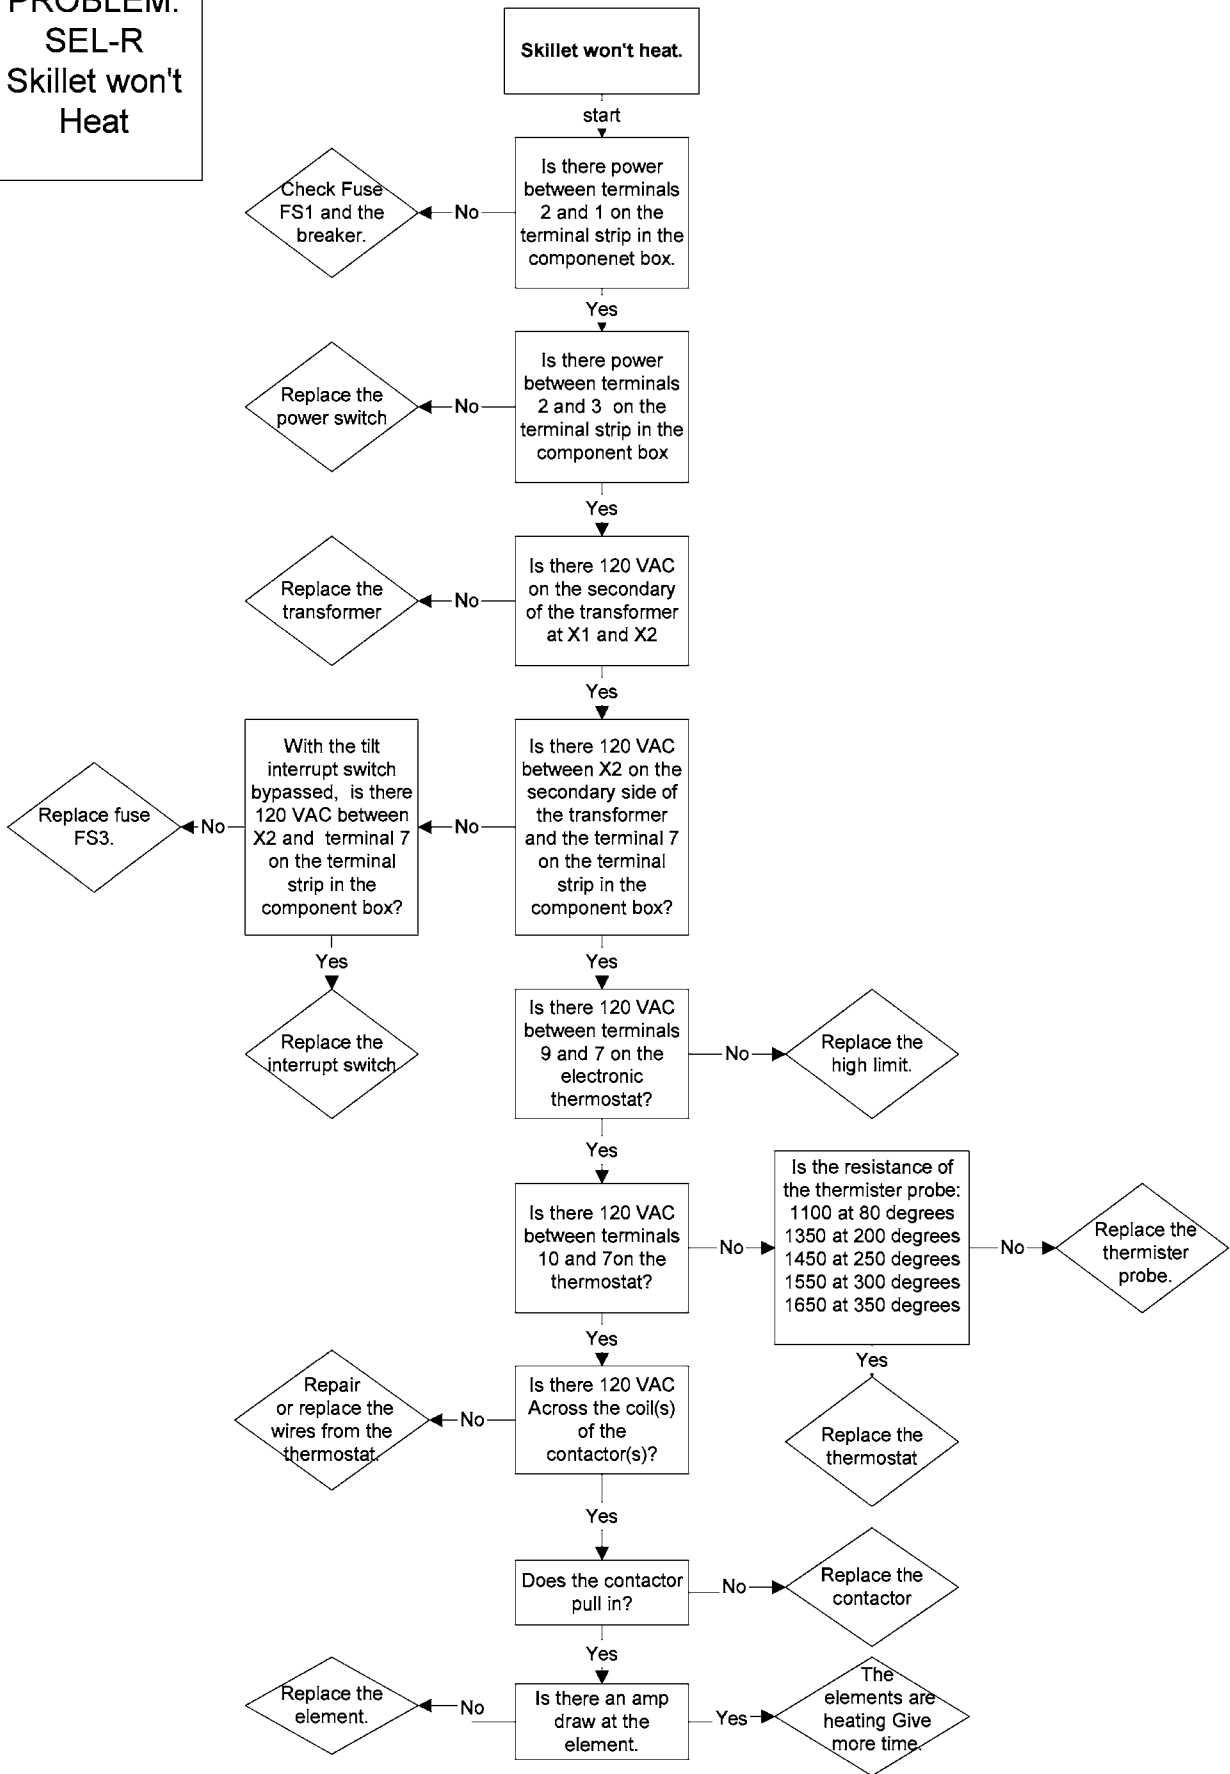 PROBLEM:
SEL-R
Skillet won't
Heat
Skillet won't heat.
start
Is there power
between terminals
2 and 1 on the
terminal strip in the
componenet box.
No
Check Fuse
FS1 and the
breaker.
Yes
Is there power
between terminals
2 and 3 on the
terminal strip in the
component box
No
Replace the
power switch
Yes
Is there 120 VAC
on the secondary
of the transformer
at X1 and X2
No
Replace the
transformer
Yes
Is there 120 VAC
between X2 on the
secondary side of
the transformer
and the terminal 7
on the terminal
strip in the
component box?
No
With the tilt
interrupt switch
bypassed, is there
120 VAC between
X2 and terminal 7
on the terminal
strip in the
component box?
No
Replace fuse
FS3.
Yes
Replace the
interrupt switch
Yes
Is there 120 VAC
between terminals
9 and 7 on the
electronic
thermostat?
No
Replace the
high limit.
Yes
Is there 120 VAC
between terminals
10 and 7on the
thermostat?
No
Is the resistance of
the thermister probe:
1100 at 80 degrees
1350 at 200 degrees
1450 at 250 degrees
1550 at 300 degrees
1650 at 350 degrees
No
Replace the
thermister
probe.
Yes
Replace the
thermostat
Yes
Is there 120 VAC
Across the coil(s)
of the
contactor(s)?
No
Repair
or replace the
wires from the
thermostat.
Yes
Does the contactor
pull in?
No
Replace the
contactor
Yes
Is there an amp
draw at the
element.
No
Replace the
element.
Yes
The
elements are
heating Give
more time.